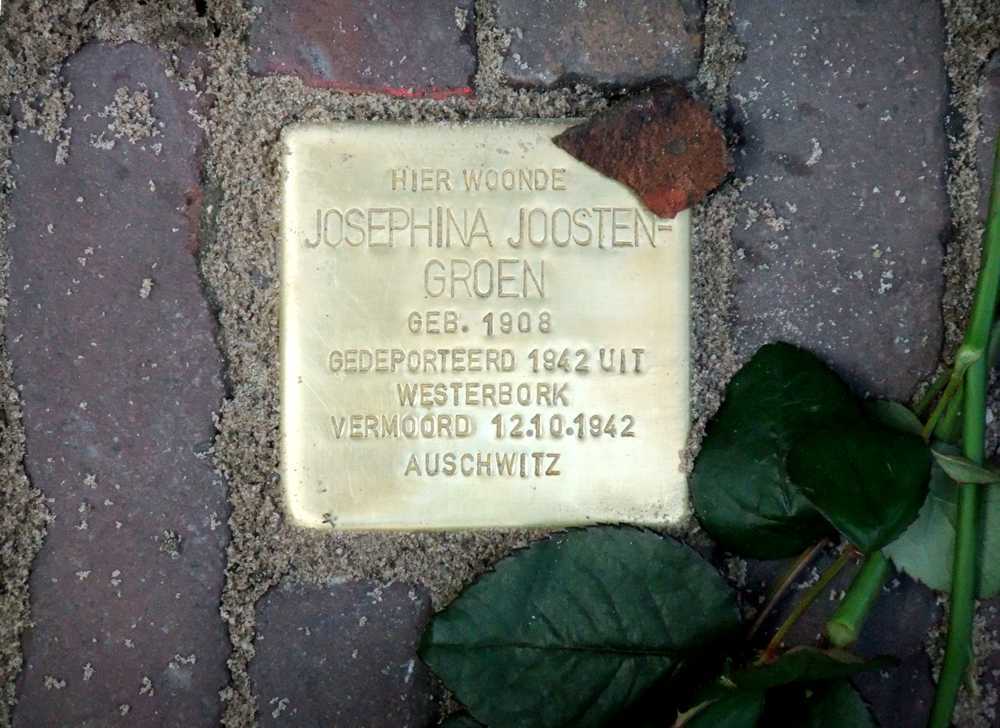 HIER WOONDE
JOSEPHINA JOOSTEN-
GROEN
GEB. 1908
GEDEPORTEERD 1942 UIT
WESTERBORK
VERMOORD 12.10.1942
AUSCHWITZ